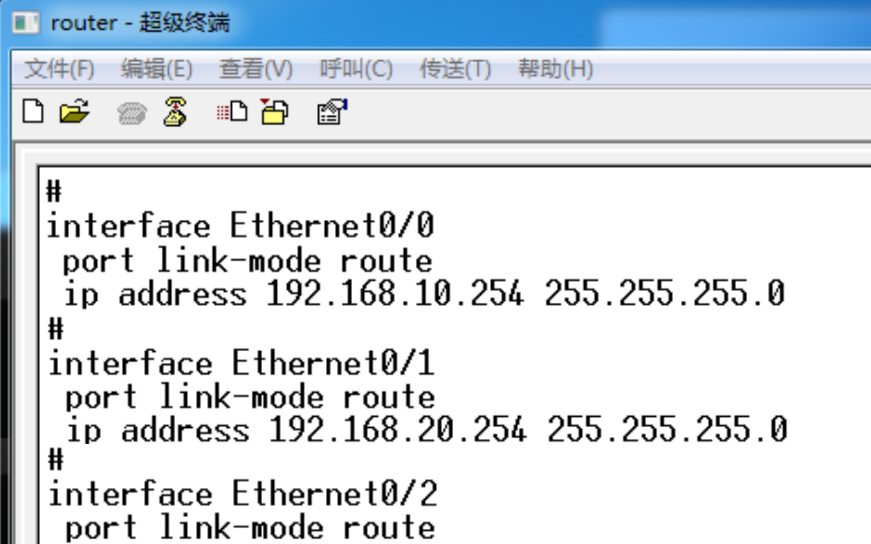 router - 超级终端
文件(F) 编辑(E) 查看(V) 呼叫(C) 传送(T) 帮助(H)
#
interface Ethernet0/0
 port link-mode route
 ip address 192.168.10.254 255.255.255.0
#
interface Ethernet0/1
 port link-mode route
 ip address 192.168.20.254 255.255.255.0
#
interface Ethernet0/2
 port link-mode route